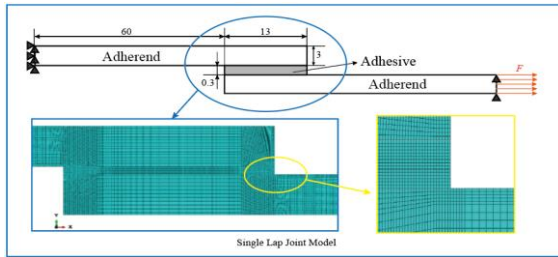 60
13
Adherend
3
Adhesive
0.3
Adherend
F
Y
X
Single Lap Joint Model